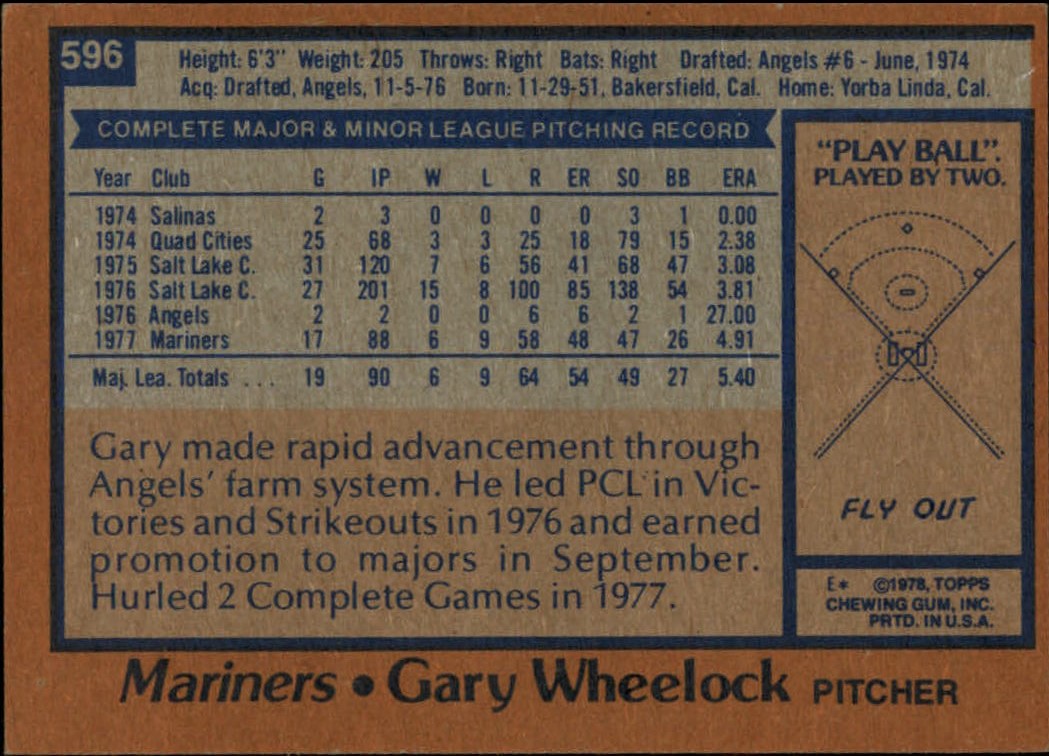 596
Height: 6'3" Weight: 205 Throws: Right Bats: Right Drafted: Angels #6 - June, 1974
Acq: Drafted, Angels, 11-5-76 Born: 11-29-51, Bakersfield, Cal. Home: Yorba Linda, Cal.
COMPLETE MAJOR & MINOR LEAGUE PITCHING RECORD
Year Club G IP W L R ER SO BB ERA
1974 Salinas 2 3 0 0 0 0 3 1 0.00
1974 Quad Cities 25 68 3 3 25 18 79 15 2.38
1975 Salt Lake C. 31 120 7 6 56 41 68 47 3.08
1976 Salt Lake C. 27 201 15 8 100 85 138 54 3.81
1976 Angels 2 2 0 0 6 6 2 1 27.00
1977 Mariners 17 88 6 9 58 48 47 26 4.91
Maj. Lea. Totals ... 19 90 6 9 64 54 49 27 5.40
Gary made rapid advancement through
Angels' farm system. He led PCL in Vic-
tories and Strikeouts in 1976 and earned
promotion to majors in September.
Hurled 2 Complete Games in 1977.
"PLAY BALL".
PLAYED BY TWO.
FLY OUT
E* ©1978, TOPPS
CHEWING GUM, INC.
PRTD. IN U.S.A.
Mariners • Gary Wheelock PITCHER